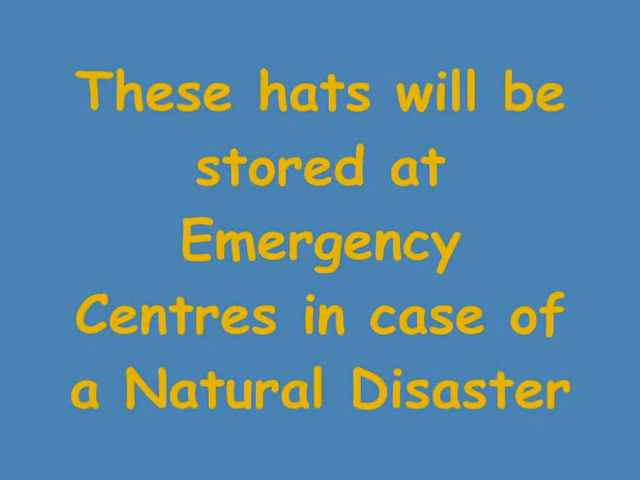 These hats will be
stored at
Emergency
Centres in case of
a Natural Disaster